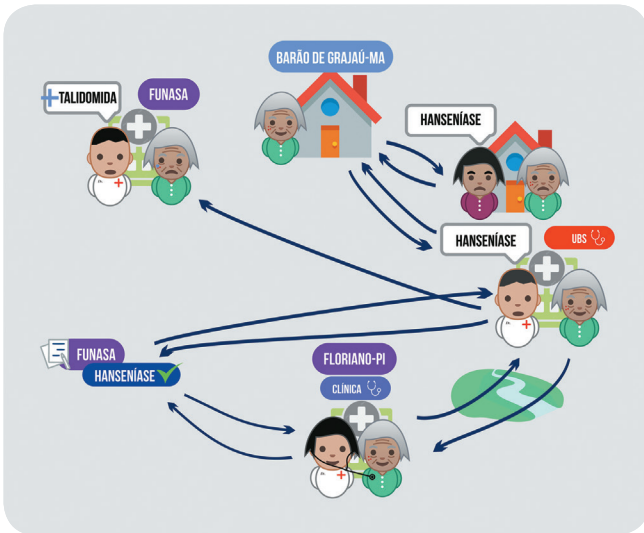 BARÃO DE GRAJAÚ-MA
+TALIDOMIDA
FUNASA
HANSENÍASE
HANSENÍASE
UBS
FUNASA
HANSENÍASE
FLORIANO-PI
CLÍNICA